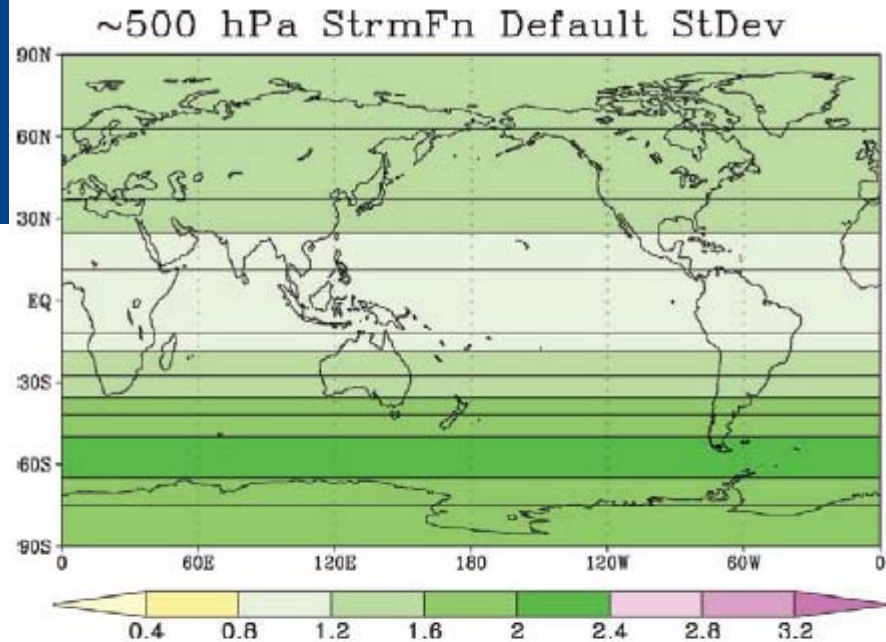 ~500 hPa StrmFn Default StDev
90N
60N
30N
EQ
30S
60S
90S
0 60E 120E 180 120W 60W 0
0.4 0.8 1.2 1.6 2 2.4 2.8 3.2